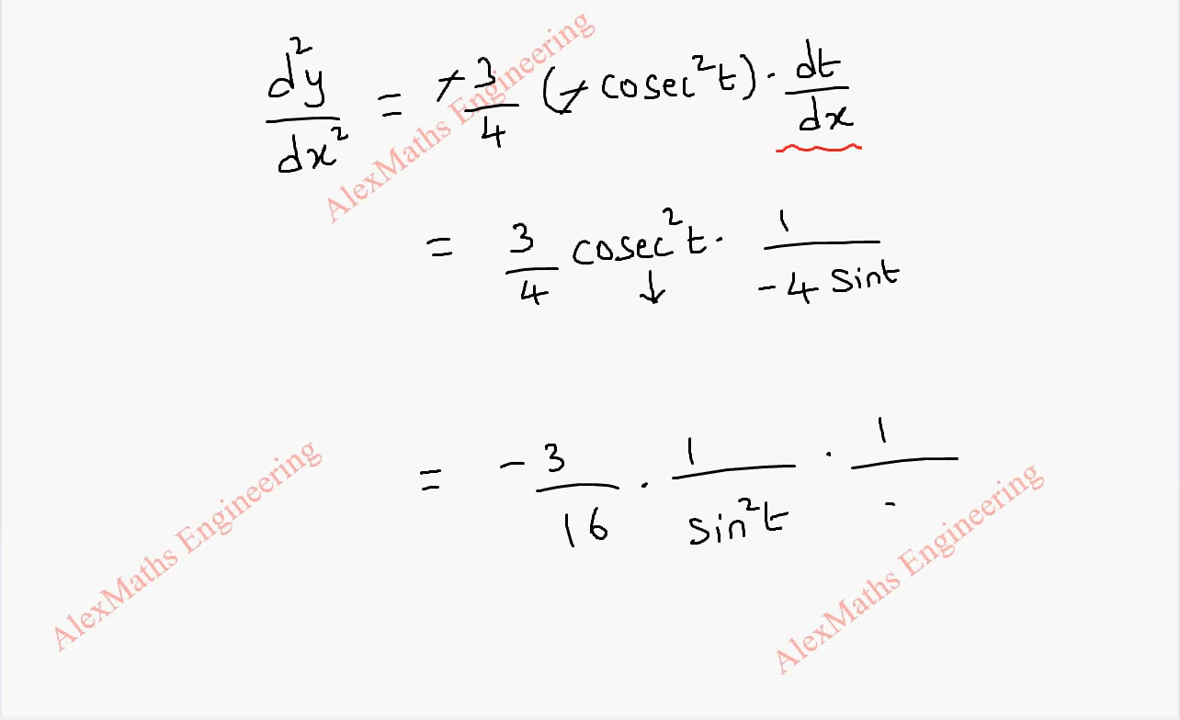 d²y/dx² = -3/4 (-cosec²t) · dt/dx
= 3/4 cosec²t · 1/-4 sint
↓
= -3/16 · 1/sin²t · 1/
AlexMaths Engineering
AlexMaths Engineering
AlexMaths Engineering